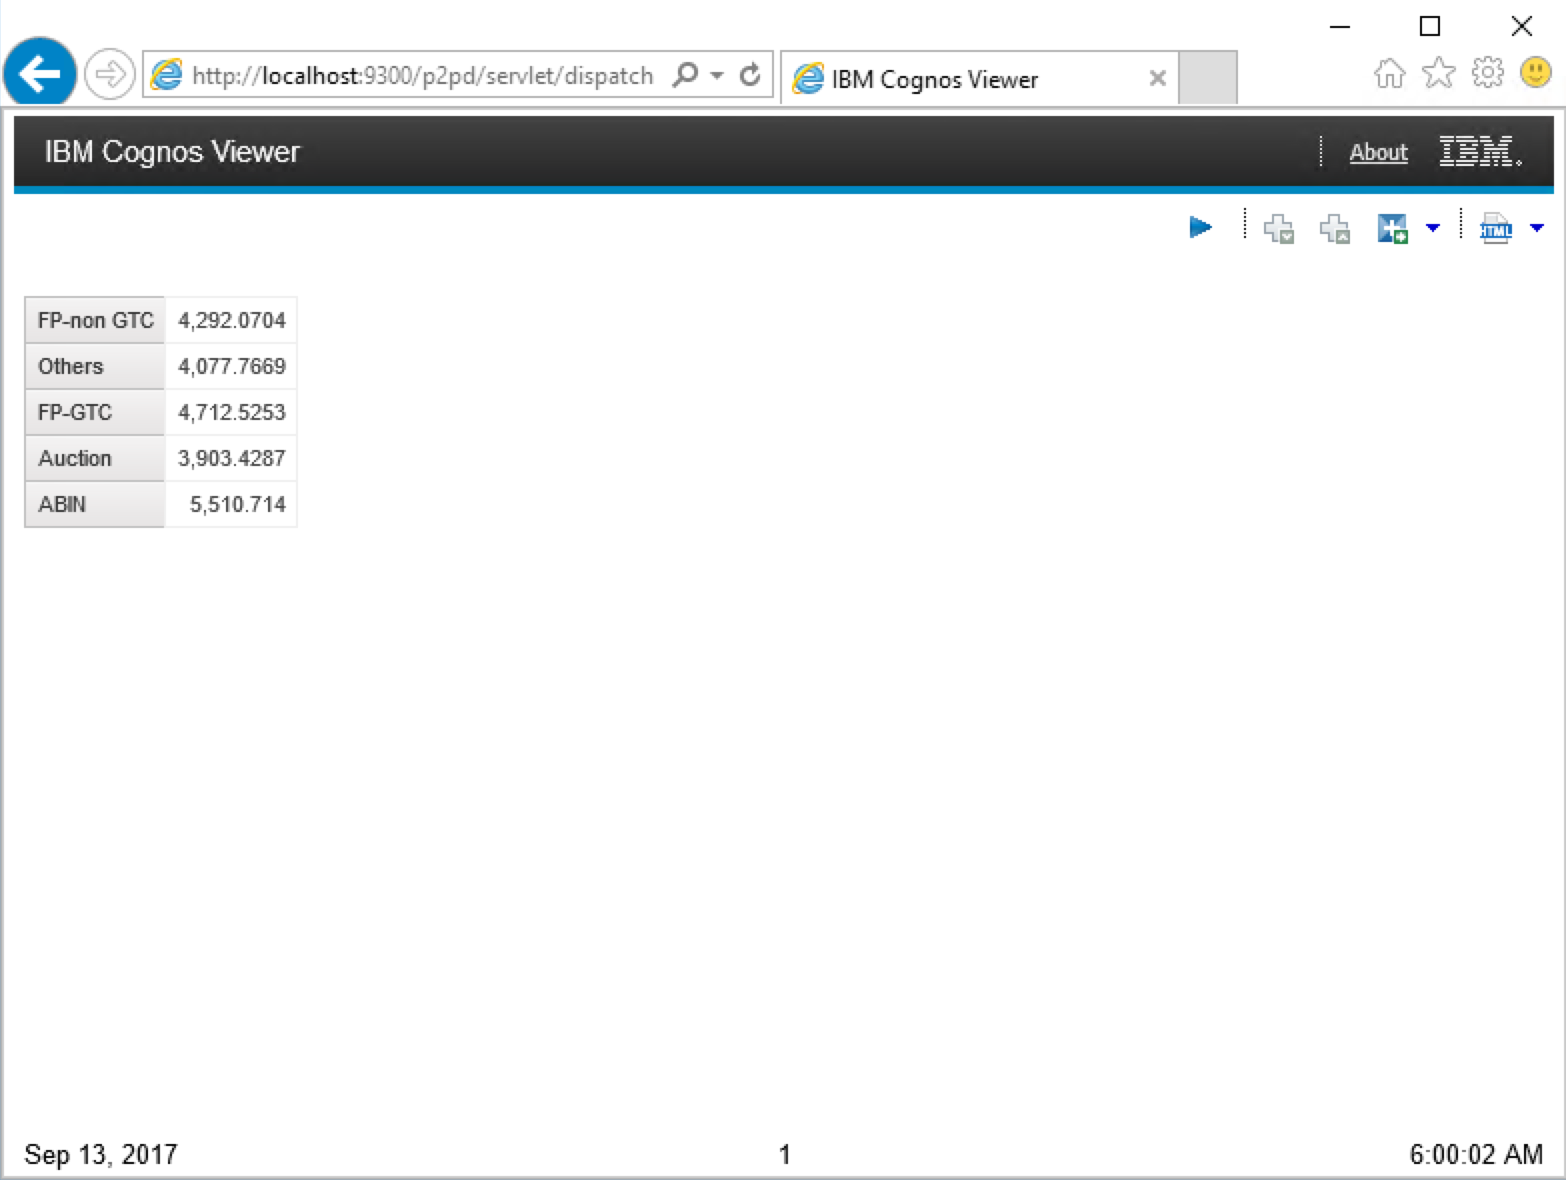 http://localhost:9300/p2pd/servlet/dispatch
IBM Cognos Viewer
IBM Cognos Viewer
About
IBM.
HTML
FP-non GTC 4,292.0704
Others 4,077.7669
FP-GTC 4,712.5253
Auction 3,903.4287
ABIN 5,510.714
Sep 13, 2017 1 6:00:02 AM